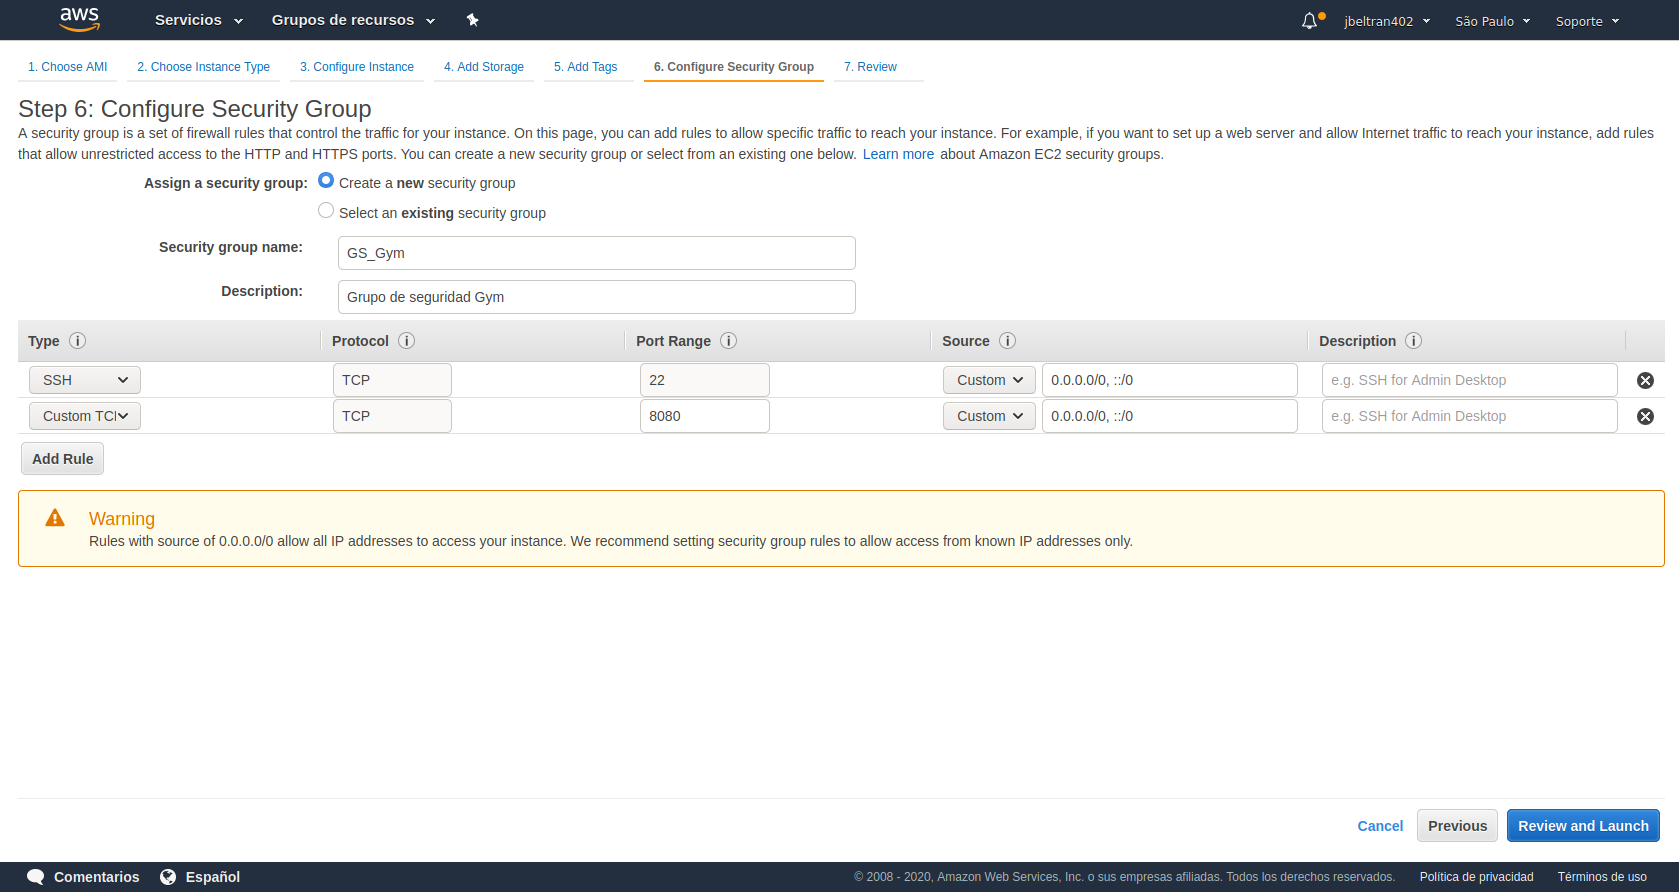 aws Servicios Grupos de recursos jbeltran402 São Paulo Soporte
1. Choose AMI 2. Choose Instance Type 3. Configure Instance 4. Add Storage 5. Add Tags 6. Configure Security Group 7. Review
Step 6: Configure Security Group
A security group is a set of firewall rules that control the traffic for your instance. On this page, you can add rules to allow specific traffic to reach your instance. For example, if you want to set up a web server and allow Internet traffic to reach your instance, add rules
that allow unrestricted access to the HTTP and HTTPS ports. You can create a new security group or select from an existing one below. Learn more about Amazon EC2 security groups.
Assign a security group: Create a new security group
Select an existing security group
Security group name: GS_Gym
Description: Grupo de seguridad Gym
Type i Protocol i Port Range i Source i Description i
SSH TCP 22 Custom 0.0.0.0/0, ::/0 e.g. SSH for Admin Desktop
Custom TCP TCP 8080 Custom 0.0.0.0/0, ::/0 e.g. SSH for Admin Desktop
Add Rule
Warning
Rules with source of 0.0.0.0/0 allow all IP addresses to access your instance. We recommend setting security group rules to allow access from known IP addresses only.
Cancel Previous Review and Launch
Comentarios Español © 2008 - 2020, Amazon Web Services, Inc. o sus empresas afiliadas. Todos los derechos reservados. Política de privacidad Términos de uso